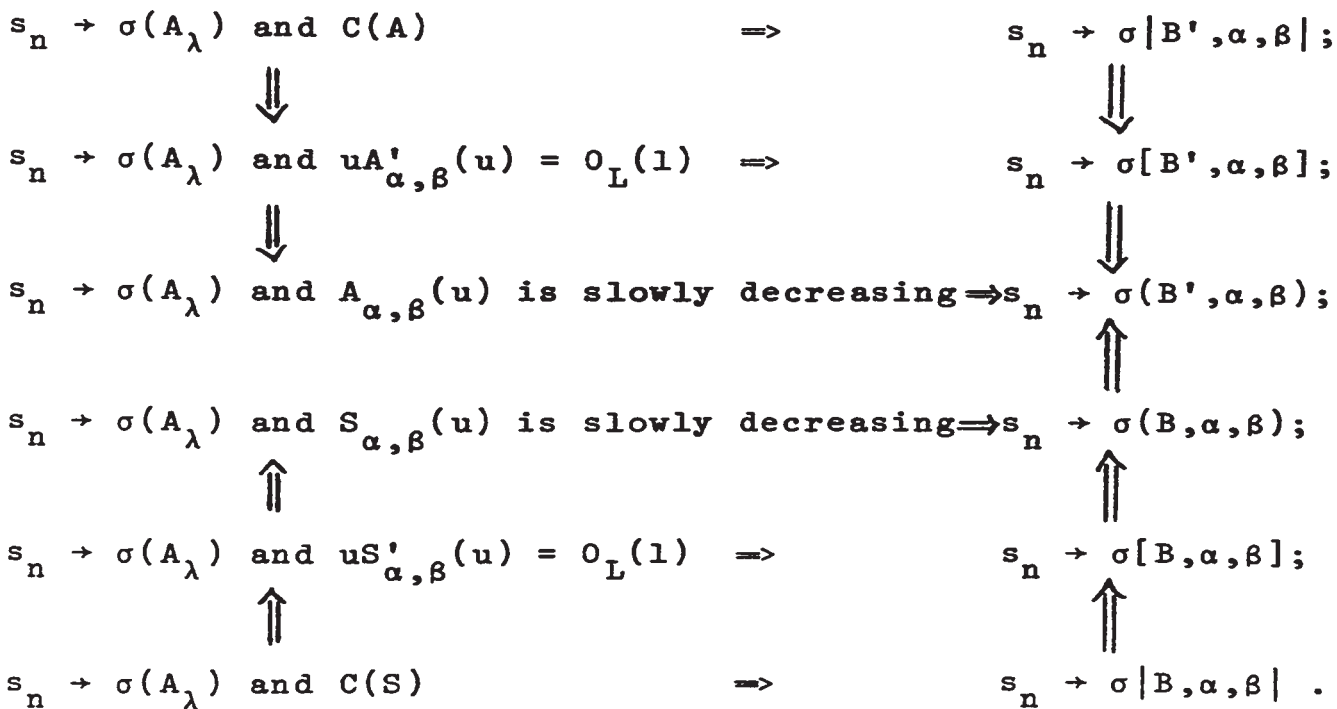 s_n → σ(A_λ) and C(A) ⇒ s_n → σ|B',α,β|;
⇓ ⇓
s_n → σ(A_λ) and uA'_{α,β}(u) = O_L(1) ⇒ s_n → σ[B',α,β];
⇓ ⇓
s_n → σ(A_λ) and A_{α,β}(u) is slowly decreasing⇒s_n → σ(B',α,β);
⇑
s_n → σ(A_λ) and S_{α,β}(u) is slowly decreasing⇒s_n → σ(B,α,β);
⇑ ⇑
s_n → σ(A_λ) and uS'_{α,β}(u) = O_L(1) ⇒ s_n → σ[B,α,β];
⇑ ⇑
s_n → σ(A_λ) and C(S) ⇒ s_n → σ|B,α,β| .